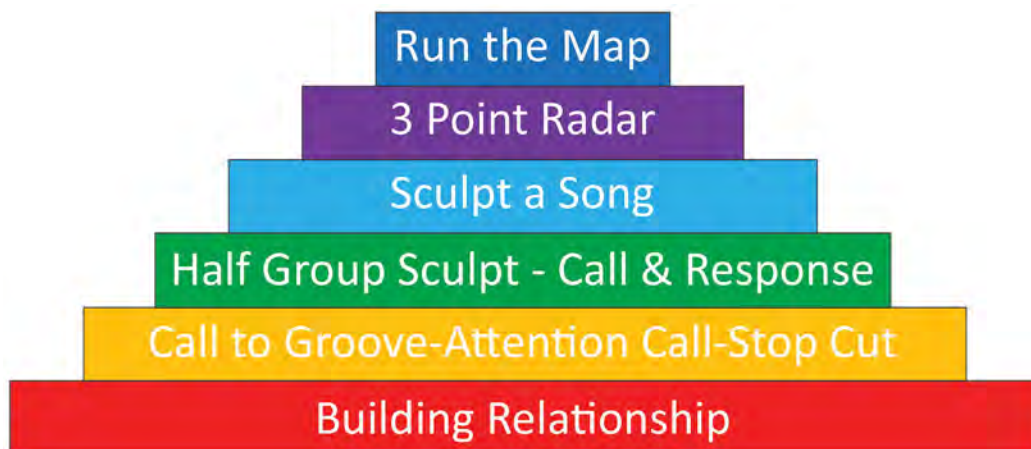 Run the Map
3 Point Radar
Sculpt a Song
Half Group Sculpt - Call & Response
Call to Groove-Attention Call-Stop Cut
Building Relationship